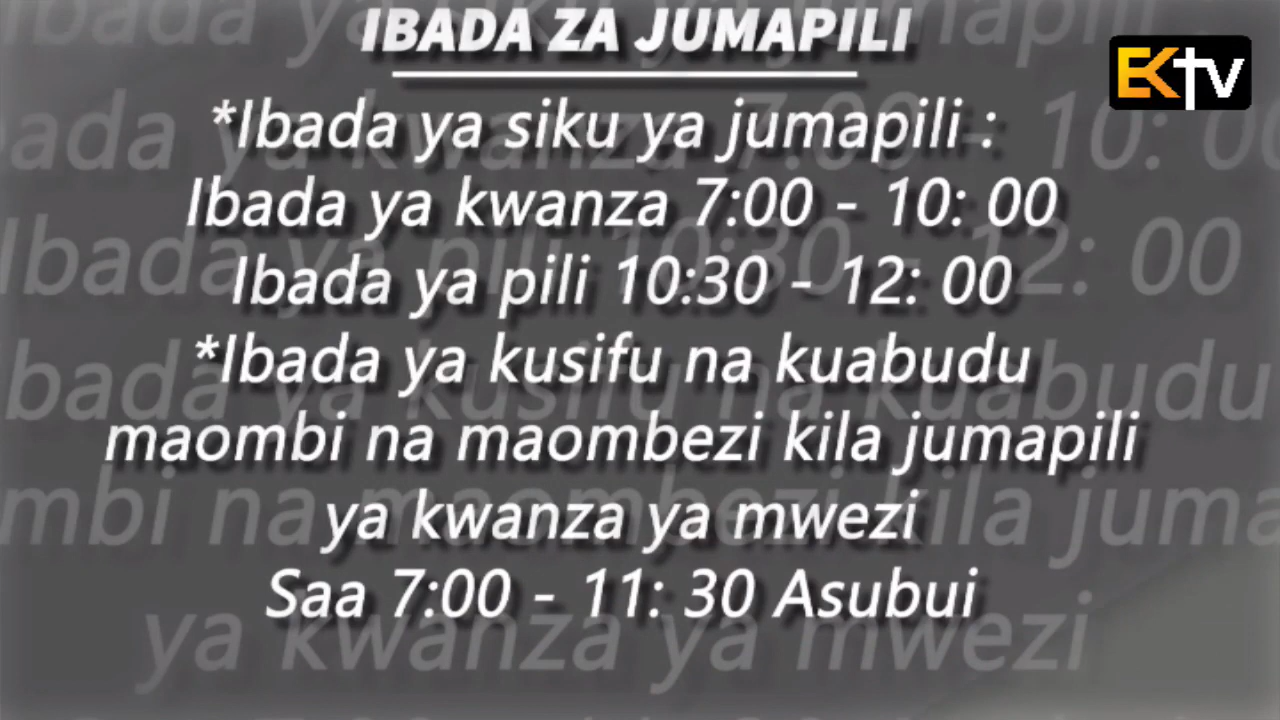 IBADA ZA JUMAPILI
EKTV
*Ibada ya siku ya jumapili :
Ibada ya kwanza 7:00 - 10: 00
Ibada ya pili 10:30 - 12: 00
*Ibada ya kusifu na kuabudu
maombi na maombezi kila jumapili
ya kwanza ya mwezi
Saa 7:00 - 11: 30 Asubui